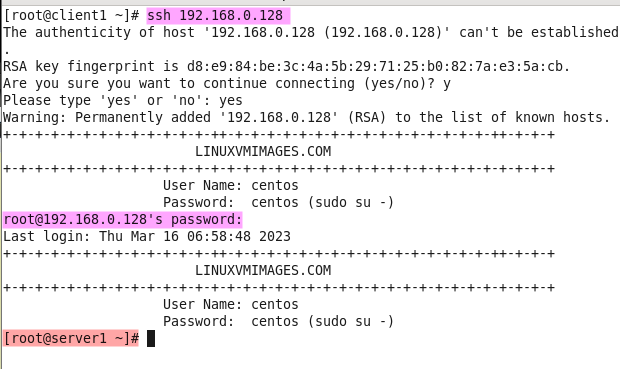 [root@client1 ~]# ssh 192.168.0.128
The authenticity of host '192.168.0.128 (192.168.0.128)' can't be established
.
RSA key fingerprint is d8:e9:84:be:3c:4a:5b:29:71:25:b0:82:7a:e3:5a:cb.
Are you sure you want to continue connecting (yes/no)? y
Please type 'yes' or 'no': yes
Warning: Permanently added '192.168.0.128' (RSA) to the list of known hosts.
+-+-+-+-+-+-+-+-+-+-+-+-+-++-+-+-+-+-+-+-+-+-+-+-+-+-+-+-+-+-++-+-+-+
LINUXVMIMAGES.COM
+-+-+-+-+-+-+-+-+-+-+-+-+-+-+-+-+-+-+-+-+-+-+-+-+-+-+-+-+-+-+-+-+-+-+
User Name: centos
Password:  centos (sudo su -)
root@192.168.0.128's password:
Last login: Thu Mar 16 06:58:48 2023
+-+-+-+-+-+-+-+-+-+-+-+-+-++-+-+-+-+-+-+-+-+-+-+-+-+-+-+-+-+-++-+-+-+
LINUXVMIMAGES.COM
+-+-+-+-+-+-+-+-+-+-+-+-+-+-+-+-+-+-+-+-+-+-+-+-+-+-+-+-+-+-+-+-+-+-+
User Name: centos
Password:  centos (sudo su -)
[root@server1 ~]#